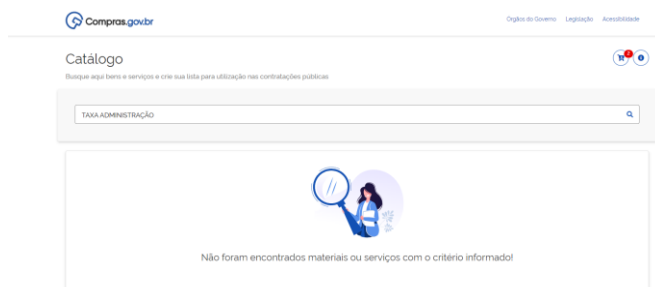 Compras.gov.br
Órgãos do Governo Legislação Acessibilidade
Catálogo
Busque aqui bens e serviços e crie sua lista para utilização nas contratações públicas
TAXA ADMINISTRAÇÃO
Não foram encontrados materiais ou serviços com o critério informado!